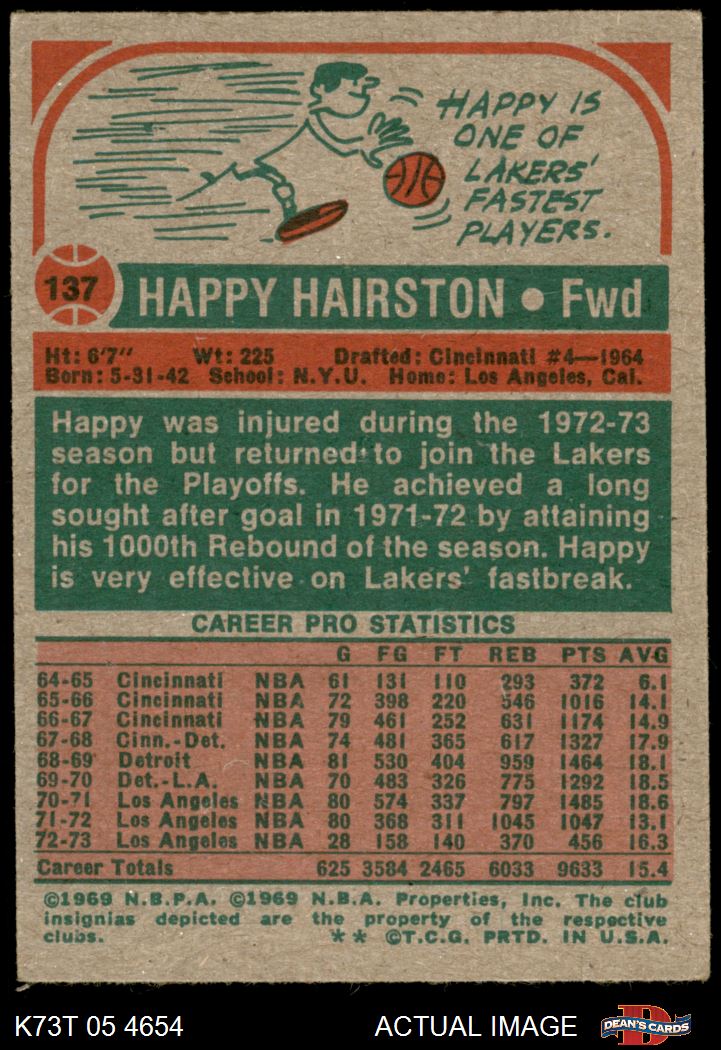 HAPPY IS
ONE OF
LAKERS'
FASTEST
PLAYERS.
137 HAPPY HAIRSTON • Fwd
Ht: 6'7" Wt: 225 Drafted: Cincinnati #4—1964
Born: 5-31-42 School: N.Y.U. Home: Los Angeles, Cal.
Happy was injured during the 1972-73
season but returned to join the Lakers
for the Playoffs. He achieved a long
sought after goal in 1971-72 by attaining
his 1000th Rebound of the season. Happy
is very effective on Lakers' fastbreak.
CAREER PRO STATISTICS
G FG FT REB PTS AVG
64-65 Cincinnati NBA 61 131 110 293 372 6.1
65-66 Cincinnati NBA 72 398 220 546 1016 14.1
66-67 Cincinnati NBA 79 461 252 631 1174 14.9
67-68 Cinn.-Det. NBA 74 481 365 617 1327 17.9
68-69 Detroit NBA 81 530 404 959 1464 18.1
69-70 Det.-L.A. NBA 70 483 326 775 1292 18.5
70-71 Los Angeles NBA 80 574 337 797 1485 18.6
71-72 Los Angeles NBA 80 368 311 1045 1047 13.1
72-73 Los Angeles NBA 28 158 140 370 456 16.3
Career Totals 625 3584 2465 6033 9633 15.4
©1969 N.B.P.A. ©1969 N.B.A. Properties, Inc. The club
insignias depicted are the property of the respective
clubs. ** ©T.C.G. PRTD. IN U.S.A.
K73T 05 4654 ACTUAL IMAGE D DEAN'S CARDS